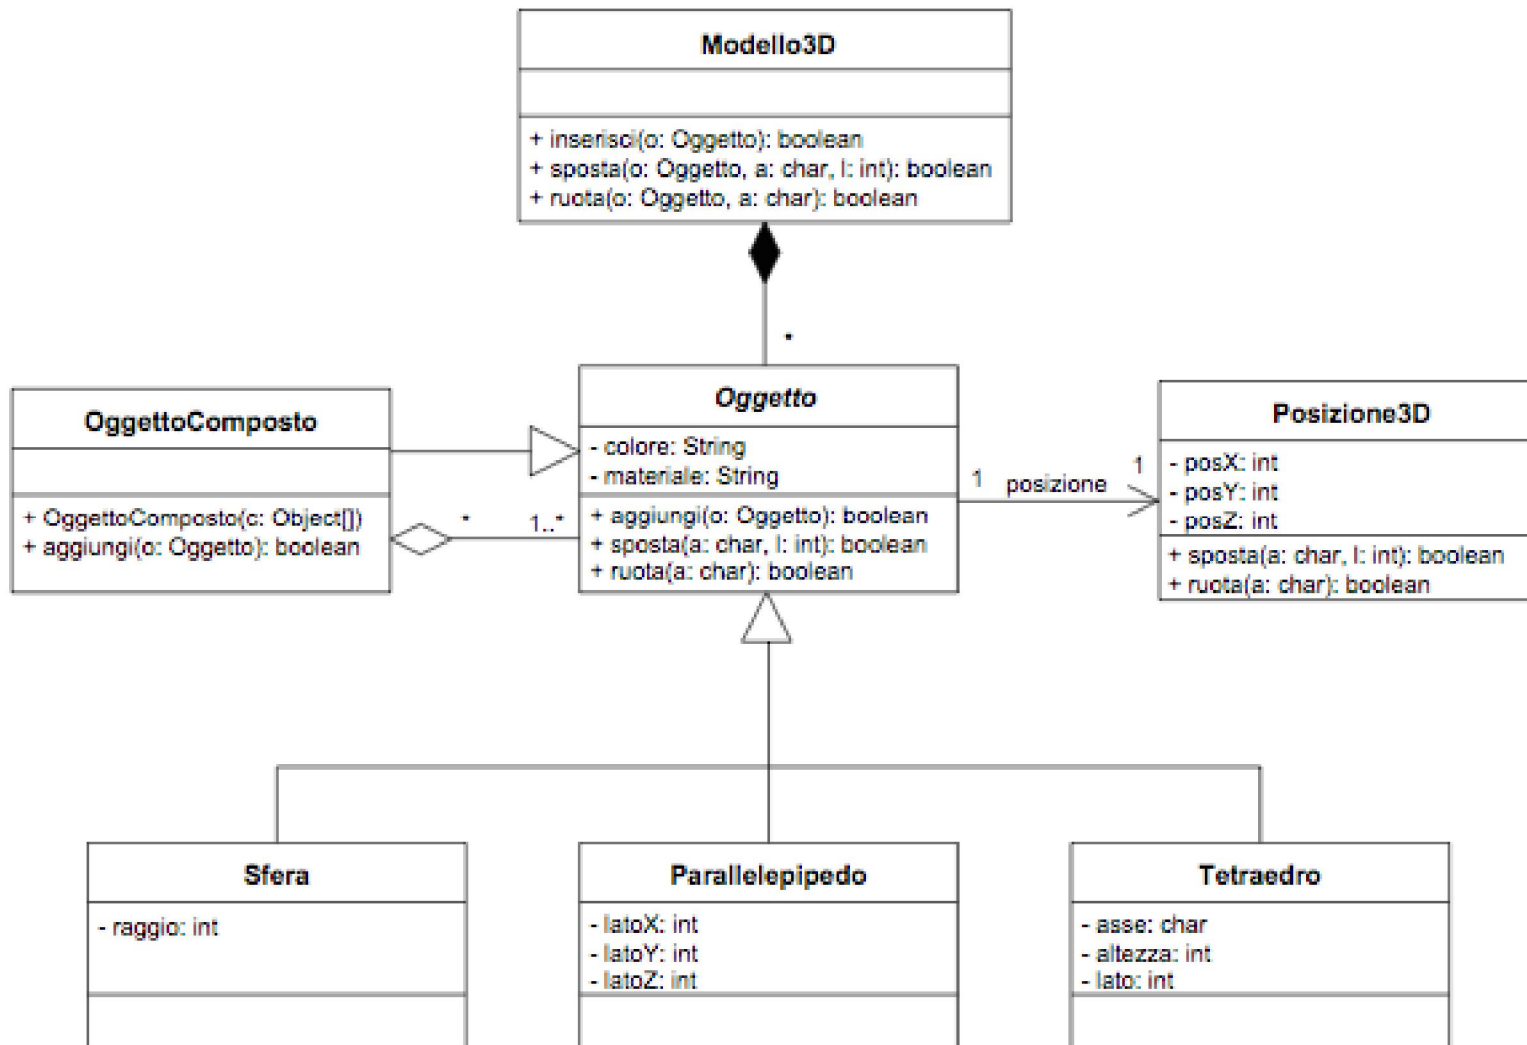 Modello3D
+ inserisci(o: Oggetto): boolean
+ sposta(o: Oggetto, a: char, l: int): boolean
+ ruota(o: Oggetto, a: char): boolean
*
OggettoComposto
+ OggettoComposto(c: Object[])
+ aggiungi(o: Oggetto): boolean
*
1..*
Oggetto
- colore: String
- materiale: String
+ aggiungi(o: Oggetto): boolean
+ sposta(a: char, l: int): boolean
+ ruota(a: char): boolean
1 posizione 1
Posizione3D
- posX: int
- posY: int
- posZ: int
+ sposta(a: char, l: int): boolean
+ ruota(a: char): boolean
Sfera
- raggio: int
Parallelepipedo
- latoX: int
- latoY: int
- latoZ: int
Tetraedro
- asse: char
- altezza: int
- lato: int